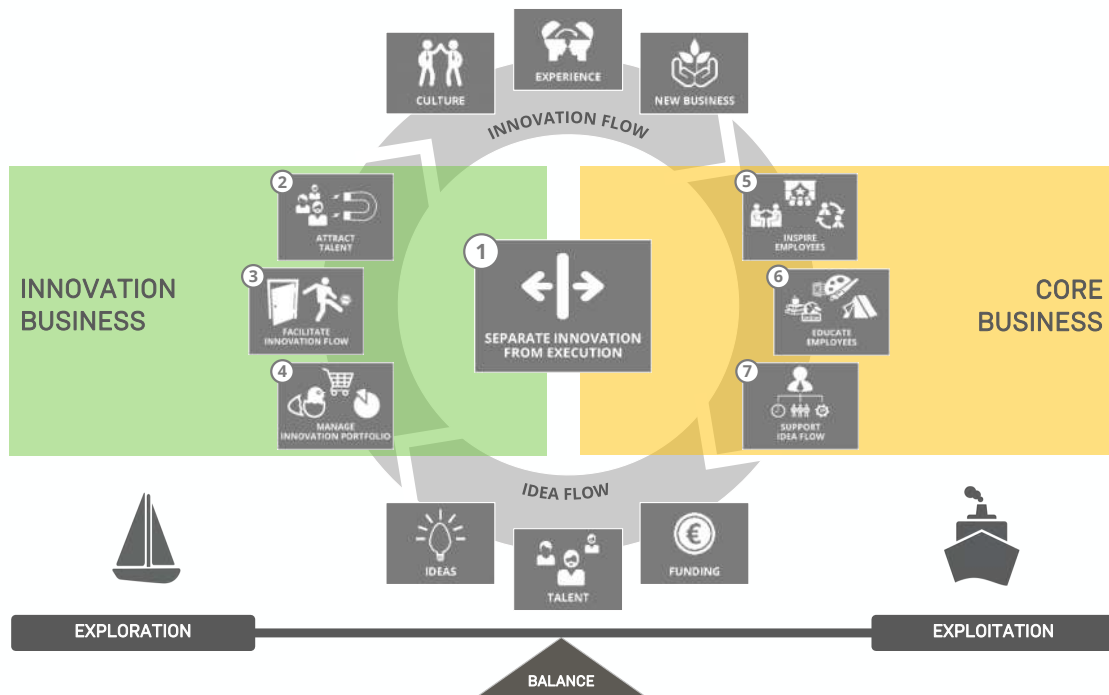 EXPERIENCE
CULTURE
NEW BUSINESS
INNOVATION FLOW
INNOVATION
BUSINESS
2
ATTRACT
TALENT
3
FACILITATE
INNOVATION FLOW
4
MANAGE
INNOVATION PORTFOLIO
1
SEPARATE INNOVATION
FROM EXECUTION
5
INSPIRE
EMPLOYEES
6
EDUCATE
EMPLOYEES
7
SUPPORT
IDEA FLOW
CORE
BUSINESS
IDEA FLOW
IDEAS
TALENT
€
FUNDING
EXPLORATION
EXPLOITATION
BALANCE